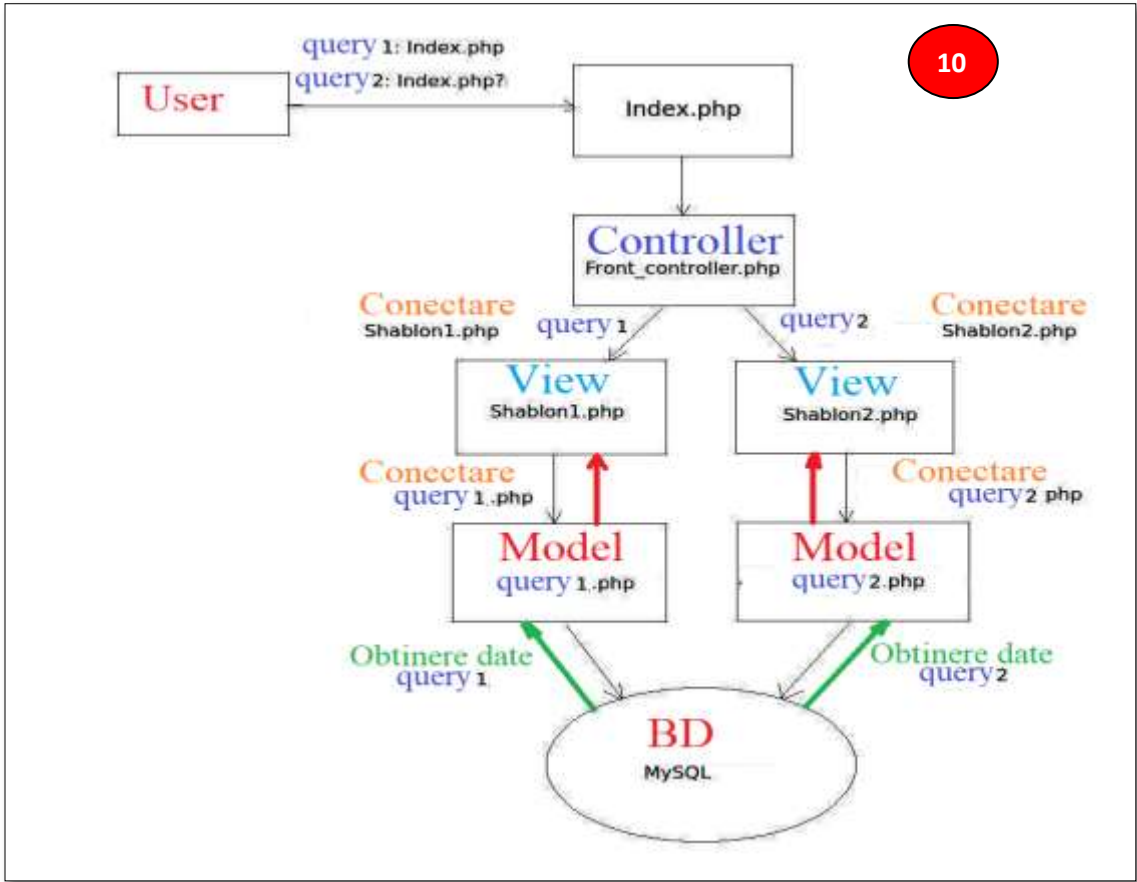 query 1: Index.php
query 2: Index.php?
10
User
Index.php
Controller
Front_controller.php
Conectare
Shablon1.php
query 1
query 2
Conectare
Shablon2.php
View
Shablon1.php
View
Shablon2.php
Conectare
query 1.php
Conectare
query 2 php
Model
query 1.php
Model
query 2.php
Obtinere date
query 1
Obtinere date
query 2
BD
MySQL